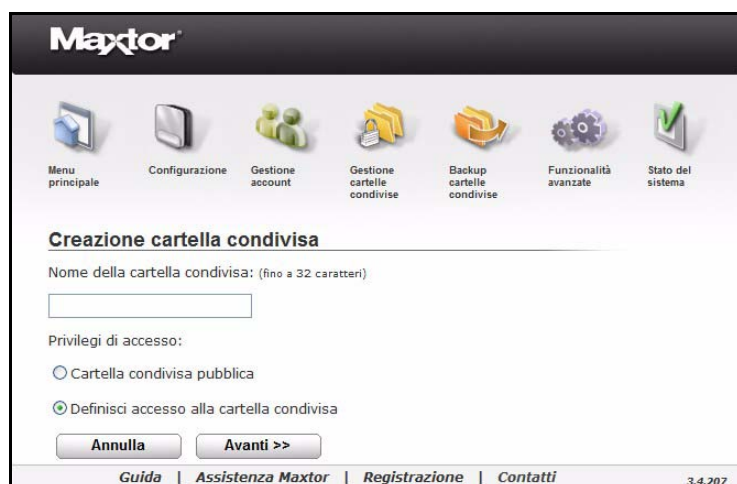 Maxtor
Menu principale
Configurazione
Gestione account
Gestione cartelle condivise
Backup cartelle condivise
Funzionalità avanzate
Stato del sistema
Creazione cartella condivisa
Nome della cartella condivisa: (fino a 32 caratteri)
Privilegi di accesso:
Cartella condivisa pubblica
Definisci accesso alla cartella condivisa
Annulla
Avanti >>
Guida | Assistenza Maxtor | Registrazione | Contatti
3.4.207